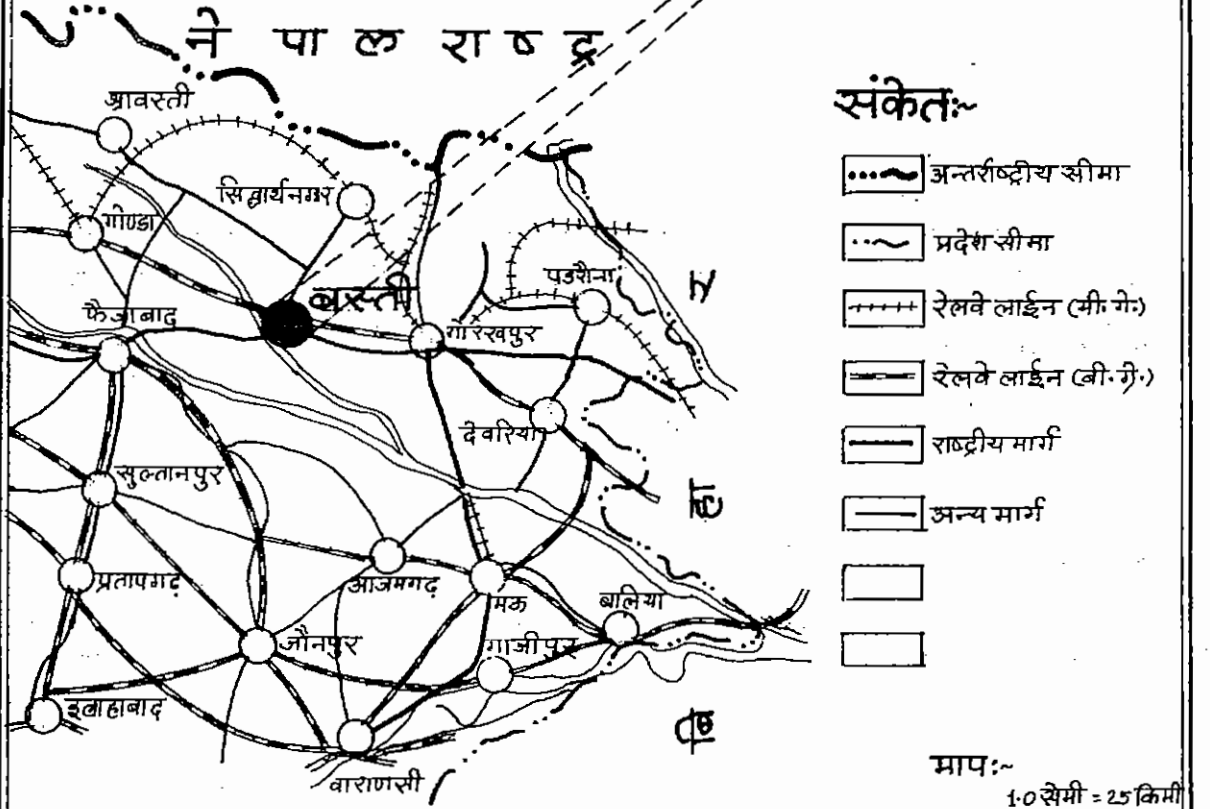 नेपाल राष्ट्र
श्रावस्ती
सिद्धार्थनगर
गोण्डा
बस्ती
पडरौना
फैजाबाद
गोरखपुर
देवरिया
सुल्तानपुर
प्रतापगढ़
आजमगढ़
मऊ
बलिया
जौनपुर
गाजीपुर
इलाहाबाद
वाराणसी
संकेतः~
अन्तर्राष्ट्रीय सीमा
प्रदेश सीमा
रेलवे लाईन (मी.गे.)
रेलवे लाईन (बी.गे.)
राष्ट्रीय मार्ग
अन्य मार्ग
मापः~
1.0 सेमी = 25 किमी